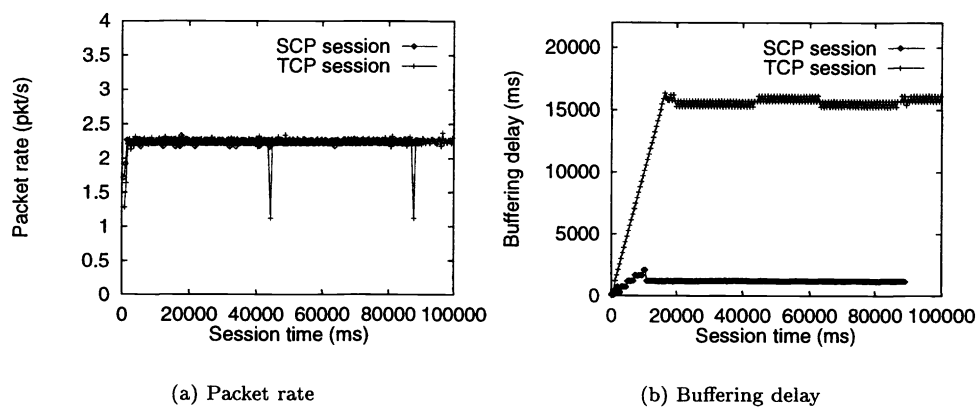 4
3.5
3
2.5
2
1.5
1
0.5
0
Packet rate (pkt/s)
SCP session
TCP session
0 20000 40000 60000 80000 100000
Session time (ms)
(a) Packet rate
20000
15000
10000
5000
0
Buffering delay (ms)
SCP session
TCP session
0 20000 40000 60000 80000 100000
Session time (ms)
(b) Buffering delay